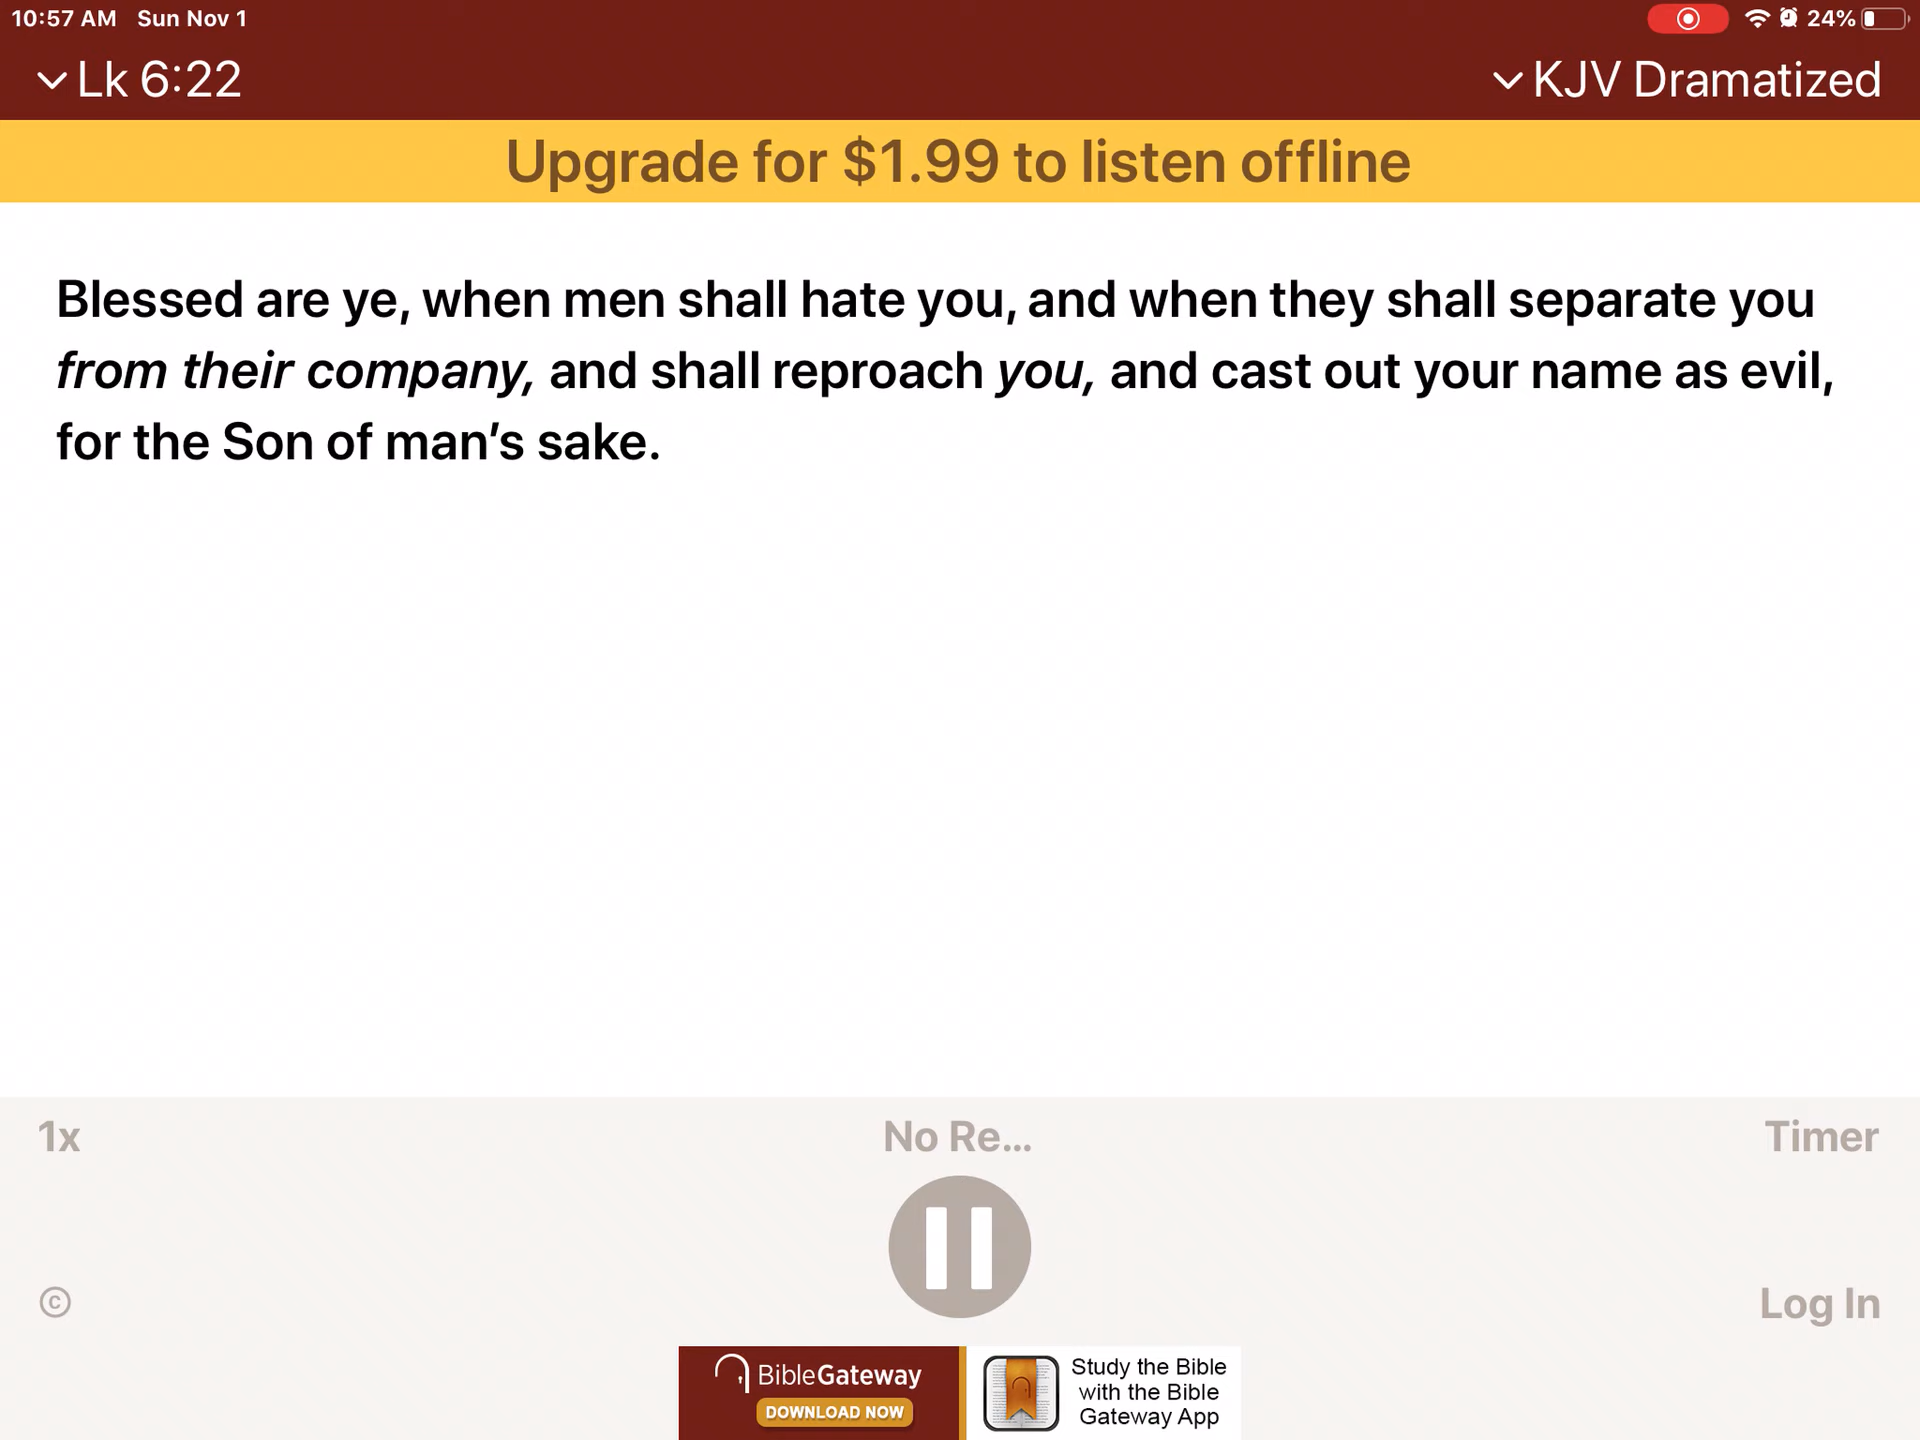 10:57 AM Sun Nov 1 24%
Lk 6:22 KJV Dramatized
Upgrade for $1.99 to listen offline
Blessed are ye, when men shall hate you, and when they shall separate you
from their company, and shall reproach you, and cast out your name as evil,
for the Son of man's sake.
1x No Re... Timer
© Log In
BibleGateway
DOWNLOAD NOW
Study the Bible
with the Bible
Gateway App